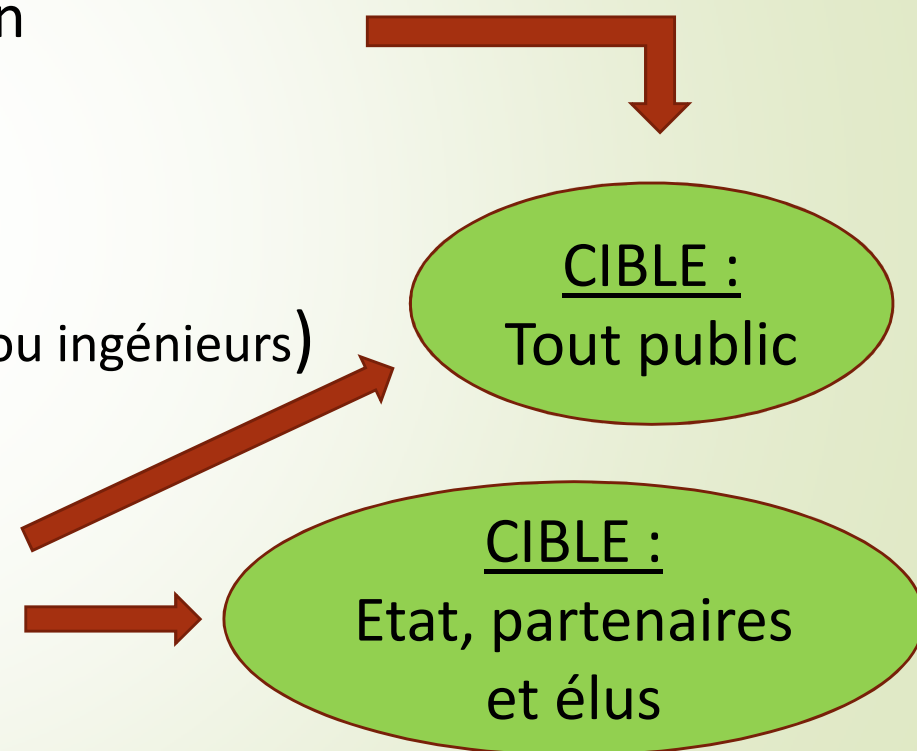 n
CIBLE :
Tout public
ou ingénieurs)
CIBLE :
Etat, partenaires
et élus